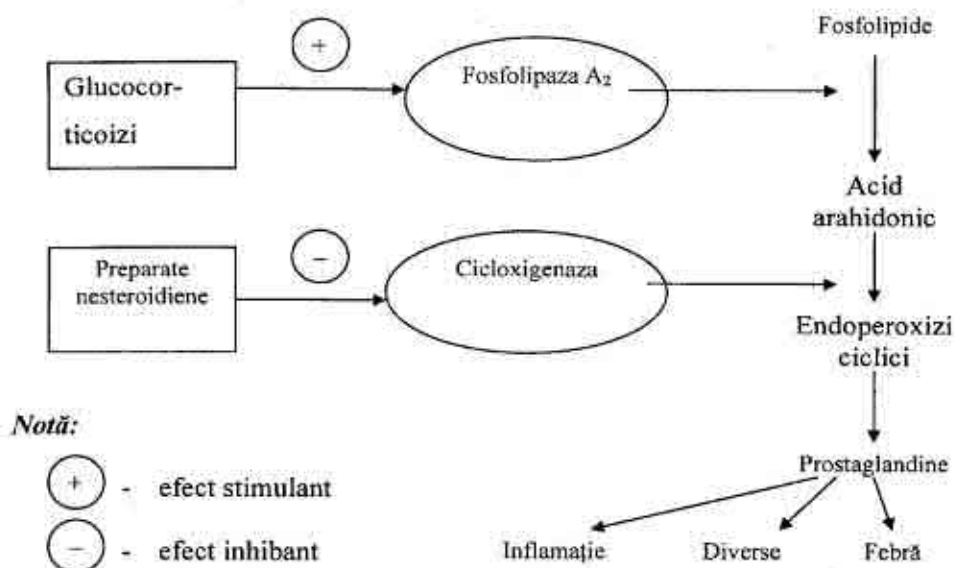 Fosfolipide
+
Glucocor-
ticoizi
Fosfolipaza A₂
Acid
arahidonic
−
Preparate
nesteroidiene
Cicloxigenaza
Endoperoxizi
ciclici
Notă:
+ - efect stimulant
Prostaglandine
− - efect inhibant
Inflamație Diverse Febră